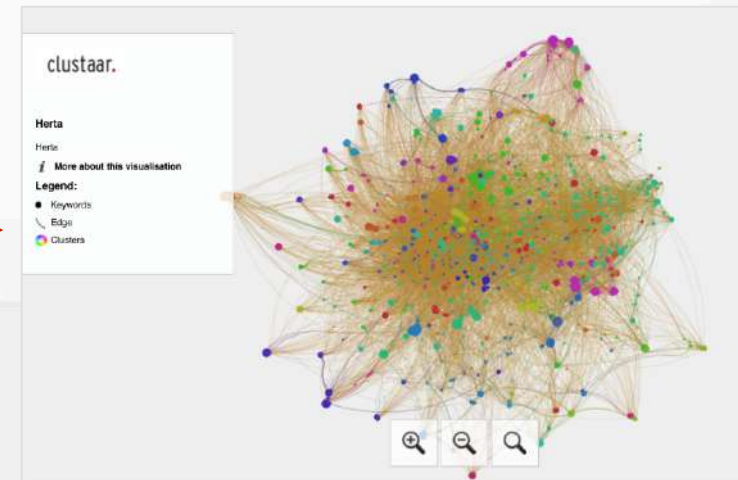 clustaar.
Herta
Herta
i More about this visualisation
Legend:
Keywords
Edge
Clusters